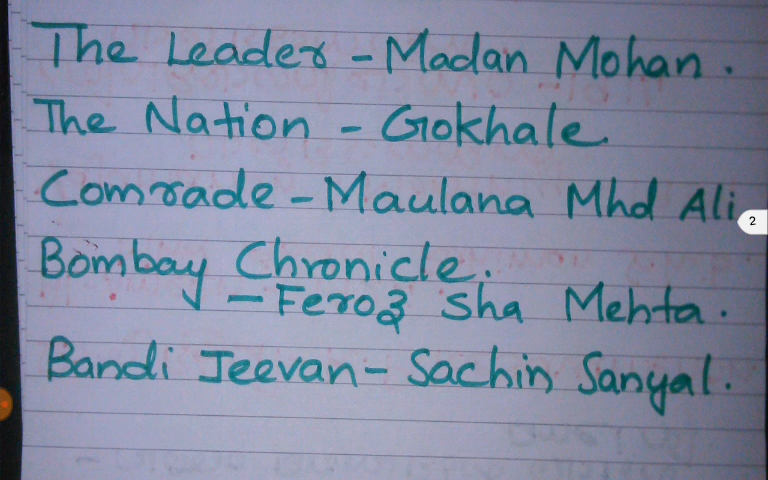 The Leader - Madan Mohan.
The Nation - Gokhale.
Comrade - Maulana Mhd Ali
2
Bombay Chronicle.
- Feroz Sha Mehta.
Bandi Jeevan - Sachin Sanyal.